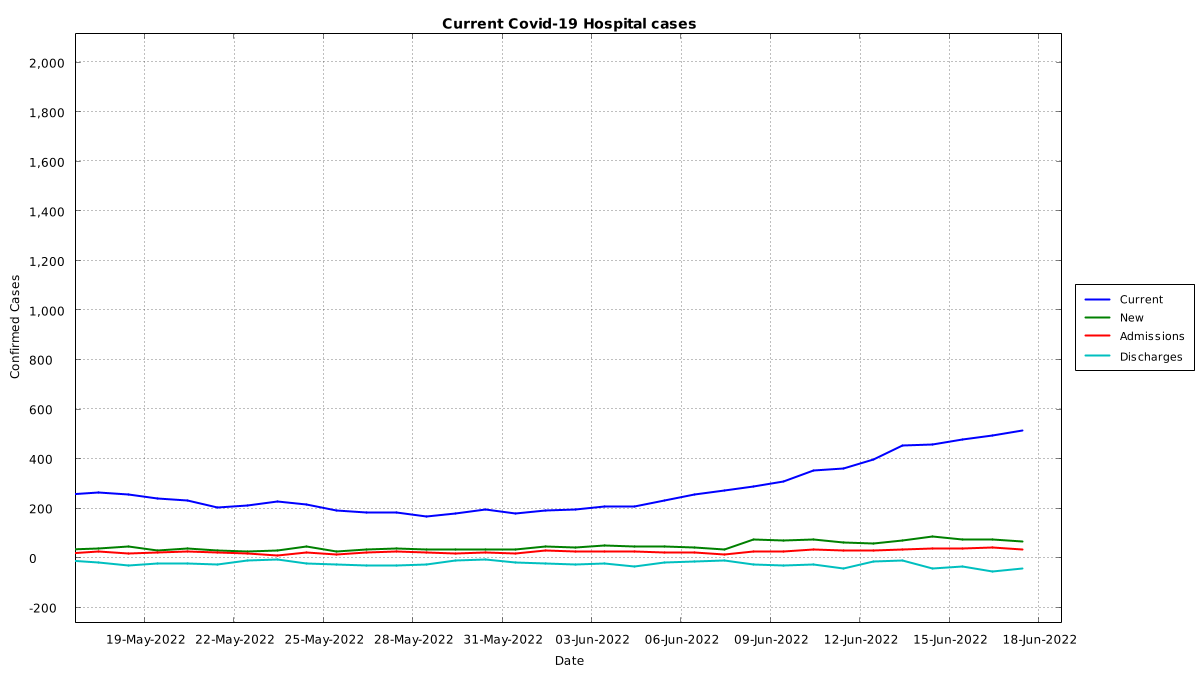 Current Covid-19 Hospital cases
2,000
1,800
1,600
1,400
1,200
1,000
800
600
400
200
0
-200
Confirmed Cases
19-May-2022 22-May-2022 25-May-2022 28-May-2022 31-May-2022 03-Jun-2022 06-Jun-2022 09-Jun-2022 12-Jun-2022 15-Jun-2022 18-Jun-2022
Date
Current
New
Admissions
Discharges